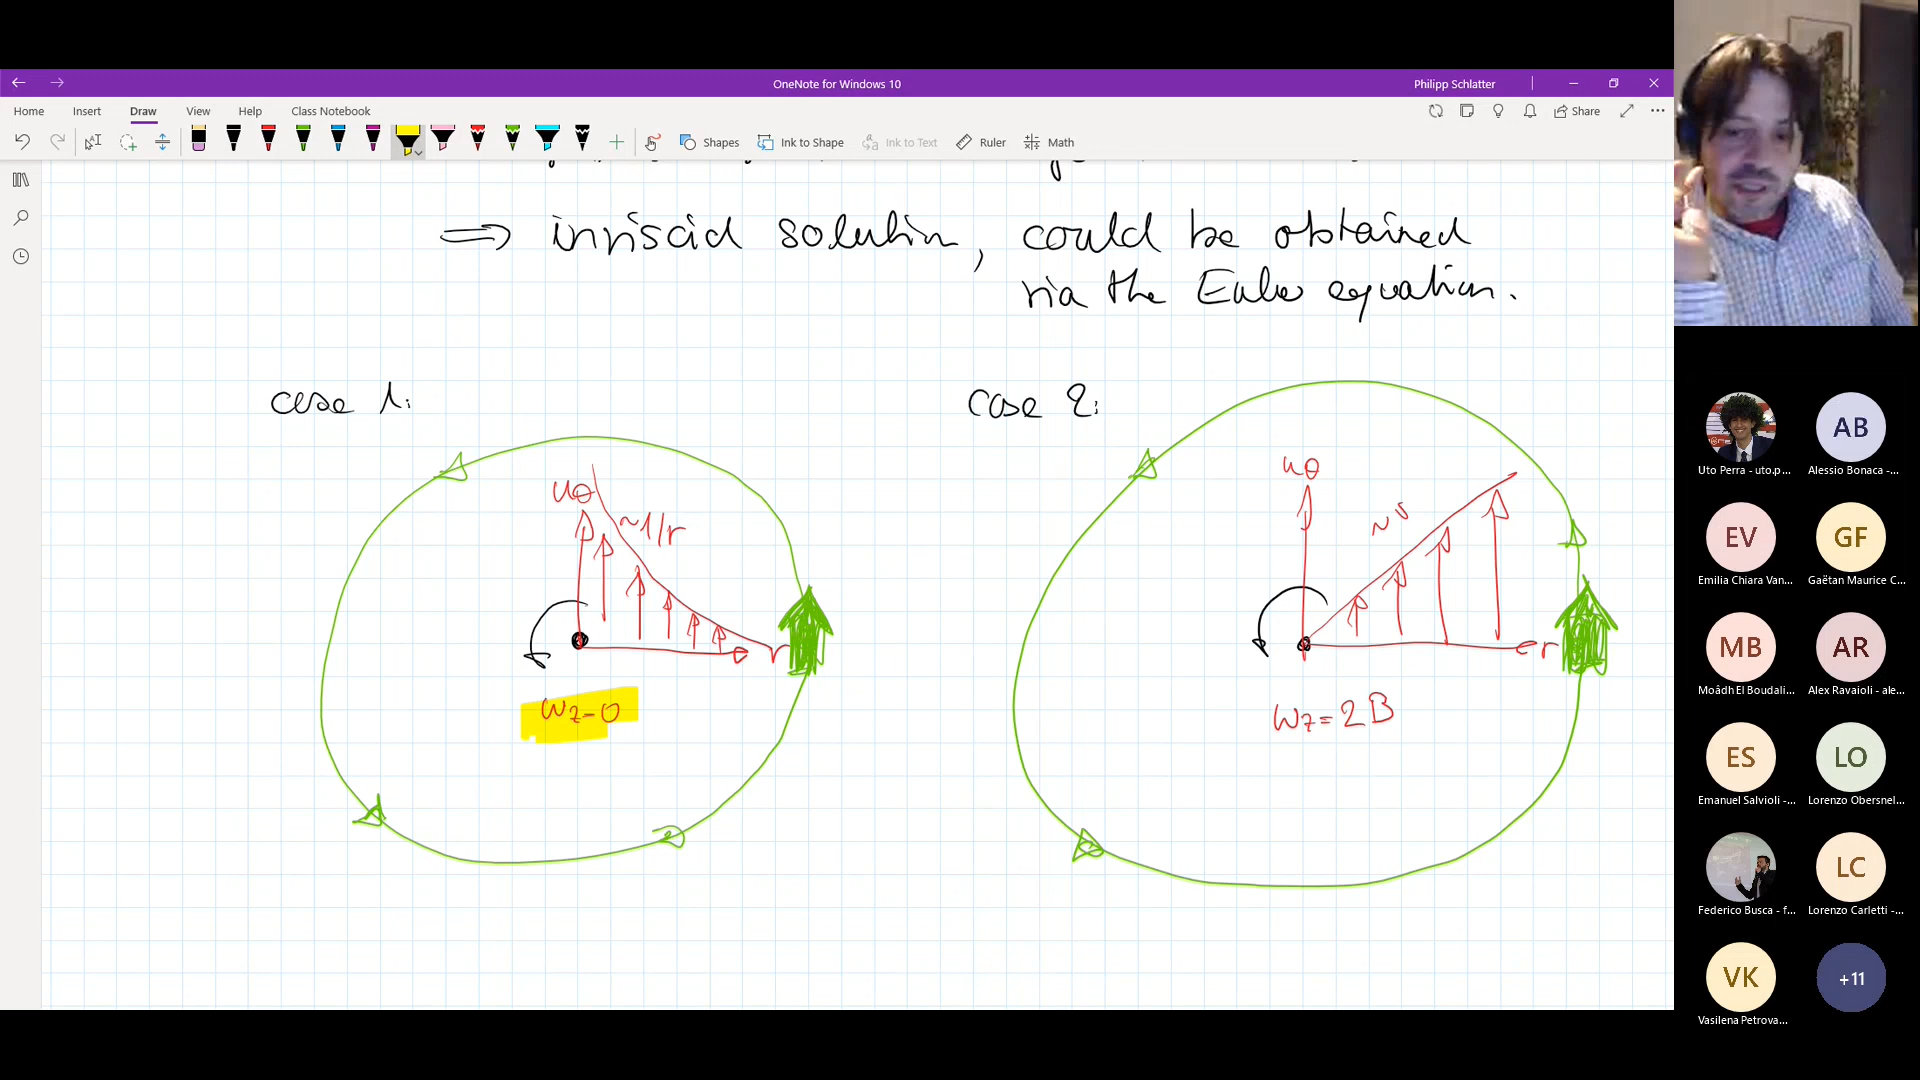 OneNote for Windows 10
Philipp Schlatter
Home Insert Draw View Help Class Notebook
Share
Shapes Ink to Shape Ink to Text Ruler Math
⇒ inviscid solution, could be obtained
via the Euler equation.
case 1:
case 2:
uθ
~1/r
r
ωz=0
uθ
~r
r
ωz=2B
Uto Perra - uto.p...
AB
Alessio Bonaca -...
EV
Emilia Chiara Van...
GF
Gaëtan Maurice C...
MB
Moâdh El Boudali...
AR
Alex Ravaioli - ale...
ES
Emanuel Salvioli -...
LO
Lorenzo Obersnel...
Federico Busca - f...
LC
Lorenzo Carletti -...
VK
Vasilena Petrova...
+11